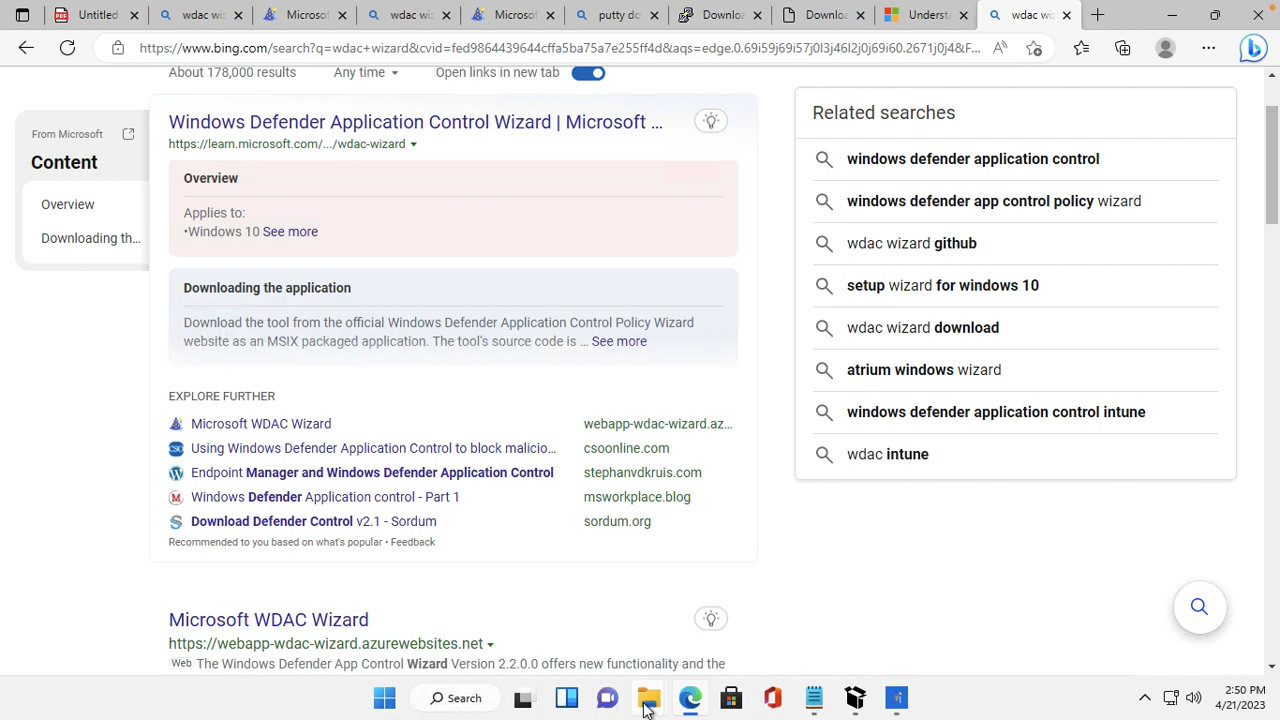 Untitled
wdac wi
Microsof
wdac wi
Microsof
putty do
Downloa
Downloa
Understa
wdac wi
https://www.bing.com/search?q=wdac+wizard&cvid=fed9864439644cffa5ba75a7e255ff4d&aqs=edge.0.69i59j69i57j0l3j46l2j0j69i60.2671j0j4&F...
About 178,000 results Any time Open links in new tab
From Microsoft
Content
Overview
Downloading th...
Windows Defender Application Control Wizard | Microsoft ...
https://learn.microsoft.com/.../wdac-wizard
Overview
Applies to:
•Windows 10 See more
Downloading the application
Download the tool from the official Windows Defender Application Control Policy Wizard
website as an MSIX packaged application. The tool's source code is ... See more
EXPLORE FURTHER
Microsoft WDAC Wizard webapp-wdac-wizard.az...
Using Windows Defender Application Control to block malicio... csoonline.com
Endpoint Manager and Windows Defender Application Control stephanvdkruis.com
Windows Defender Application control - Part 1 msworkplace.blog
Download Defender Control v2.1 - Sordum sordum.org
Recommended to you based on what's popular • Feedback
Microsoft WDAC Wizard
https://webapp-wdac-wizard.azurewebsites.net
Web The Windows Defender App Control Wizard Version 2.2.0.0 offers new functionality and the
Related searches
windows defender application control
windows defender app control policy wizard
wdac wizard github
setup wizard for windows 10
wdac wizard download
atrium windows wizard
windows defender application control intune
wdac intune
Search
2:50 PM
4/21/2023